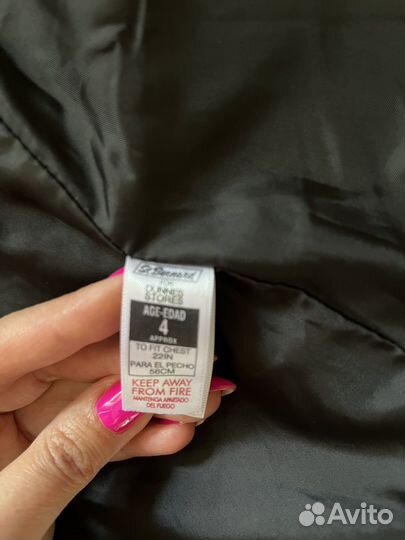 St Bernard
FOR
DUNNES
STORES
AGE-EDAD
4
APPROX
TO FIT CHEST
22IN
PARA EL PECHO
56CM
KEEP AWAY
FROM FIRE
MANTENGA APARTADO
DEL FUEGO
Avito